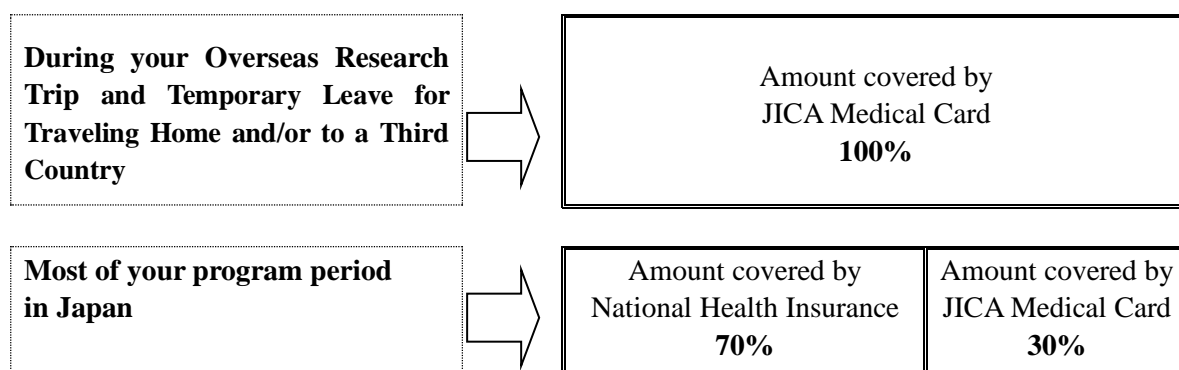 During your Overseas Research
Trip and Temporary Leave for
Traveling Home and/or to a Third
Country
Amount covered by
JICA Medical Card
100%
Most of your program period
in Japan
Amount covered by
National Health Insurance
70%
Amount covered by
JICA Medical Card
30%